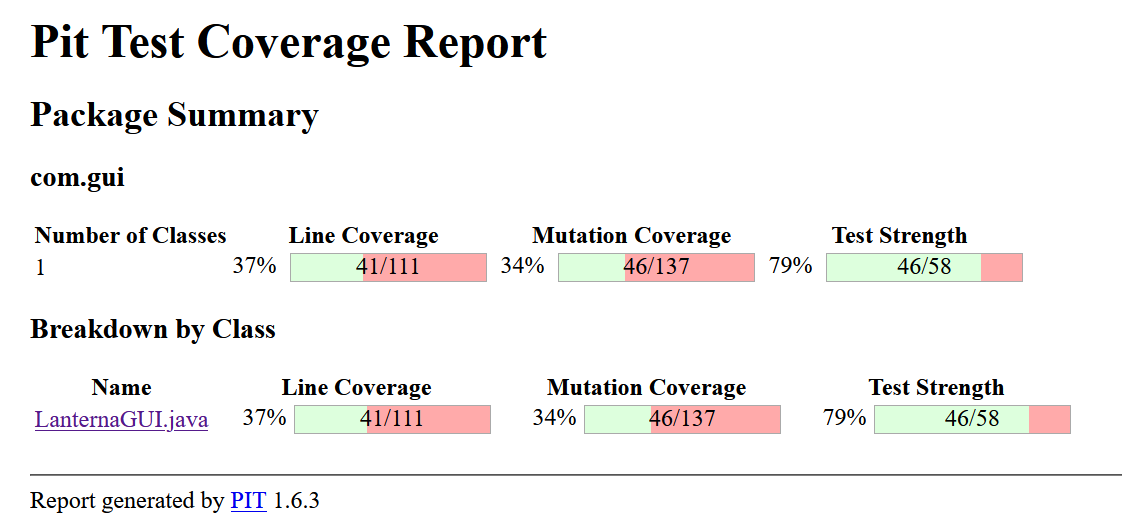 Pit Test Coverage Report
Package Summary
com.gui
Number of Classes Line Coverage Mutation Coverage Test Strength
1 37% 41/111 34% 46/137 79% 46/58
Breakdown by Class
Name Line Coverage Mutation Coverage Test Strength
LanternaGUI.java 37% 41/111 34% 46/137 79% 46/58
Report generated by PIT 1.6.3